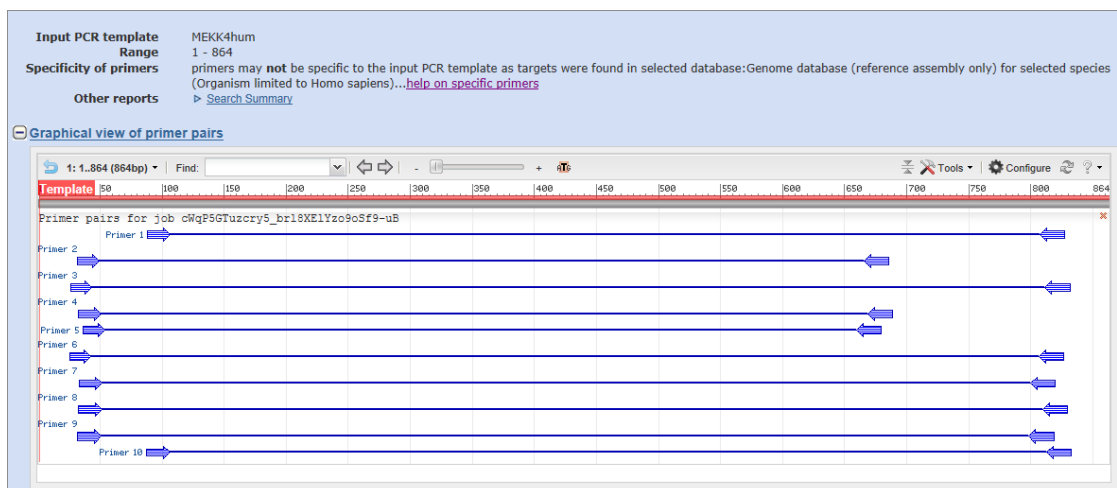 Input PCR template MEKK4hum
Range 1 - 864
Specificity of primers primers may not be specific to the input PCR template as targets were found in selected database:Genome database (reference assembly only) for selected species
(Organism limited to Homo sapiens)...help on specific primers
Other reports Search Summary
Graphical view of primer pairs
1: 1..864 (864bp) Find: - + ATG Tools Configure ?
Template 50 100 150 200 250 300 350 400 450 500 550 600 650 700 750 800 864
Primer pairs for job cWqP5GTuzcry5_brl8XElYzo9oSf9-uB
Primer 1
Primer 2
Primer 3
Primer 4
Primer 5
Primer 6
Primer 7
Primer 8
Primer 9
Primer 10